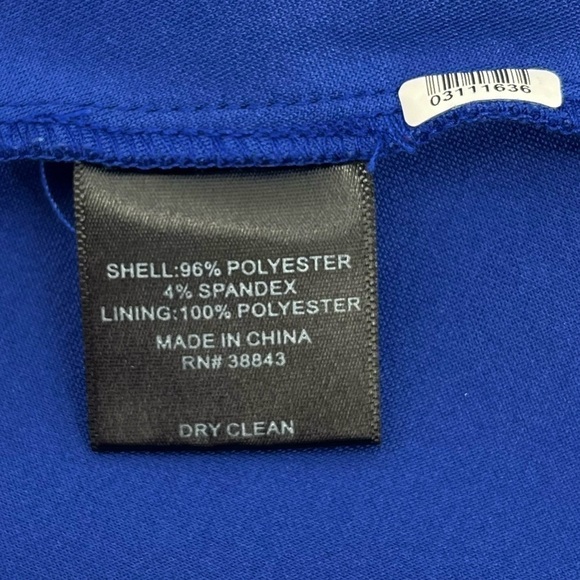 03111636
SHELL:96% POLYESTER
4% SPANDEX
LINING:100% POLYESTER
MADE IN CHINA
RN# 38843
DRY CLEAN